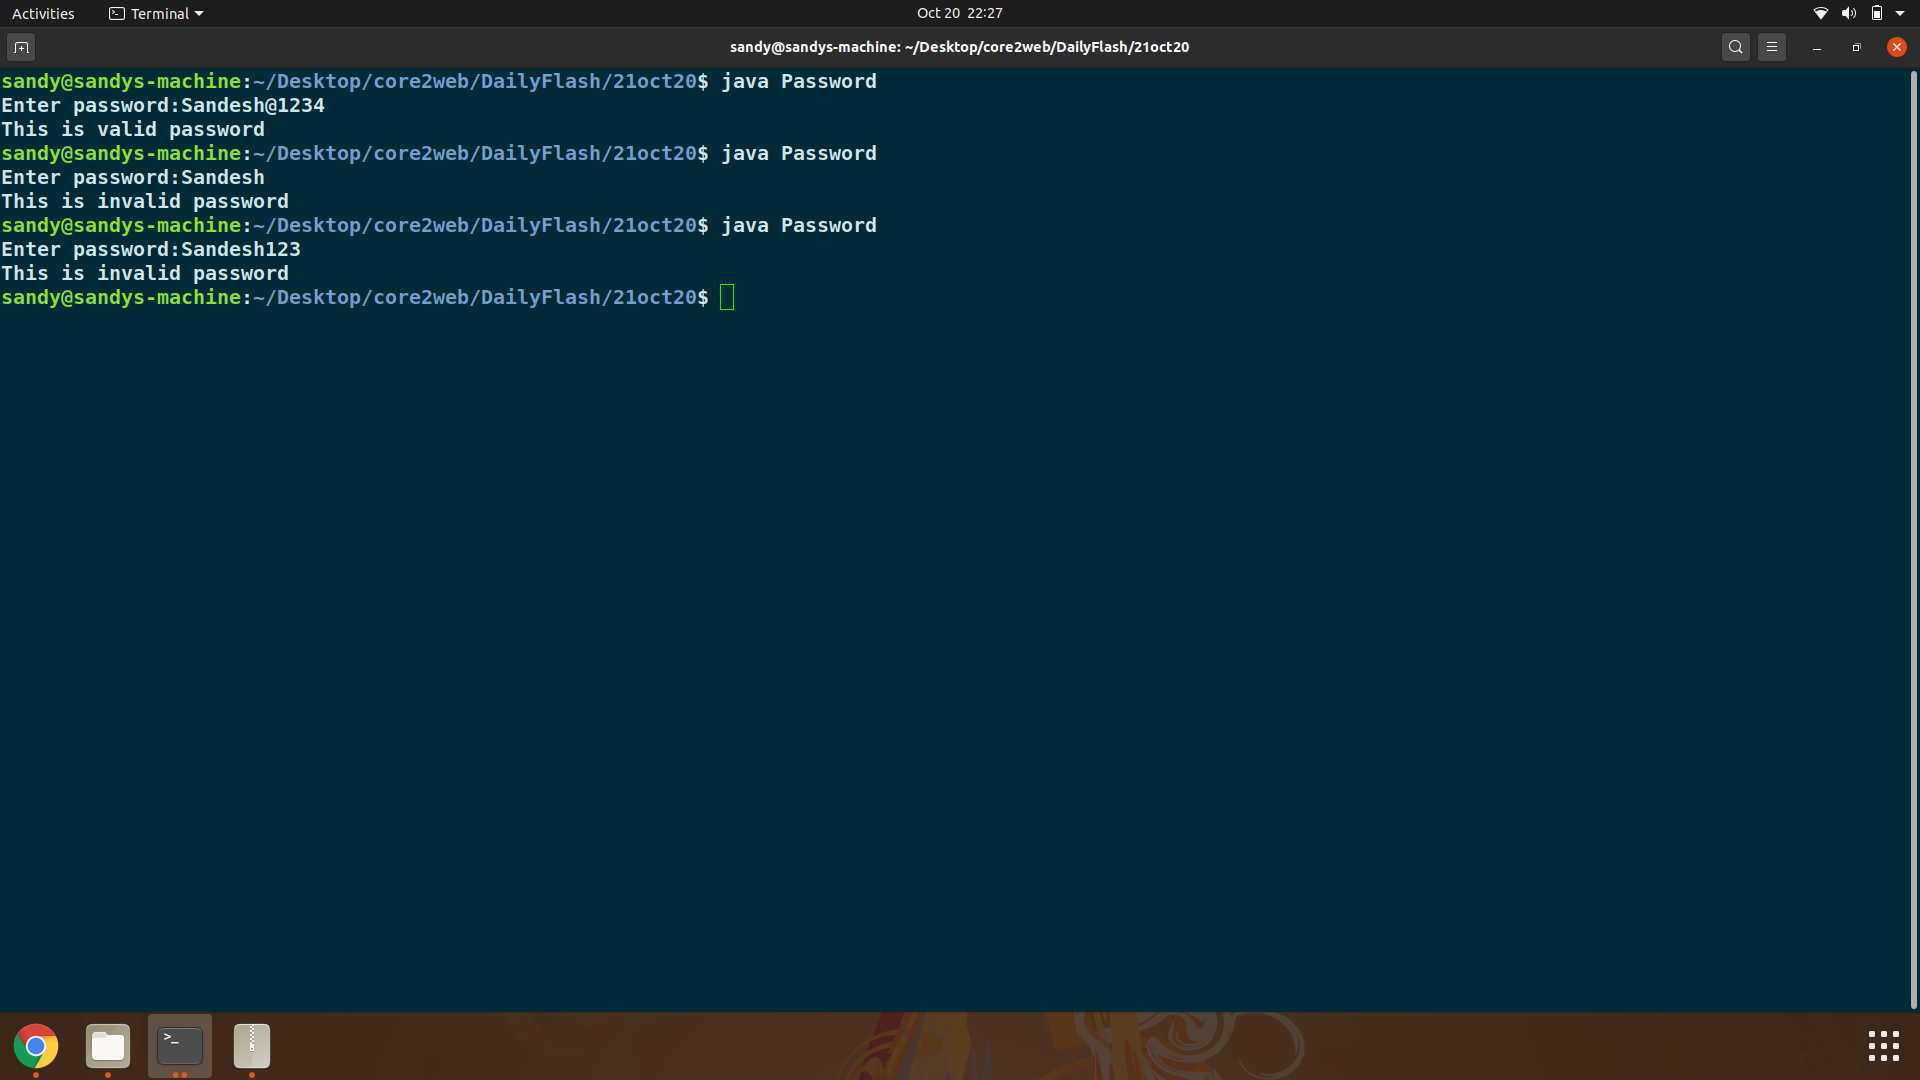 Activities Terminal Oct 20 22:27
sandy@sandys-machine: ~/Desktop/core2web/DailyFlash/21oct20
sandy@sandys-machine:~/Desktop/core2web/DailyFlash/21oct20$ java Password
Enter password:Sandesh@1234
This is valid password
sandy@sandys-machine:~/Desktop/core2web/DailyFlash/21oct20$ java Password
Enter password:Sandesh
This is invalid password
sandy@sandys-machine:~/Desktop/core2web/DailyFlash/21oct20$ java Password
Enter password:Sandesh123
This is invalid password
sandy@sandys-machine:~/Desktop/core2web/DailyFlash/21oct20$